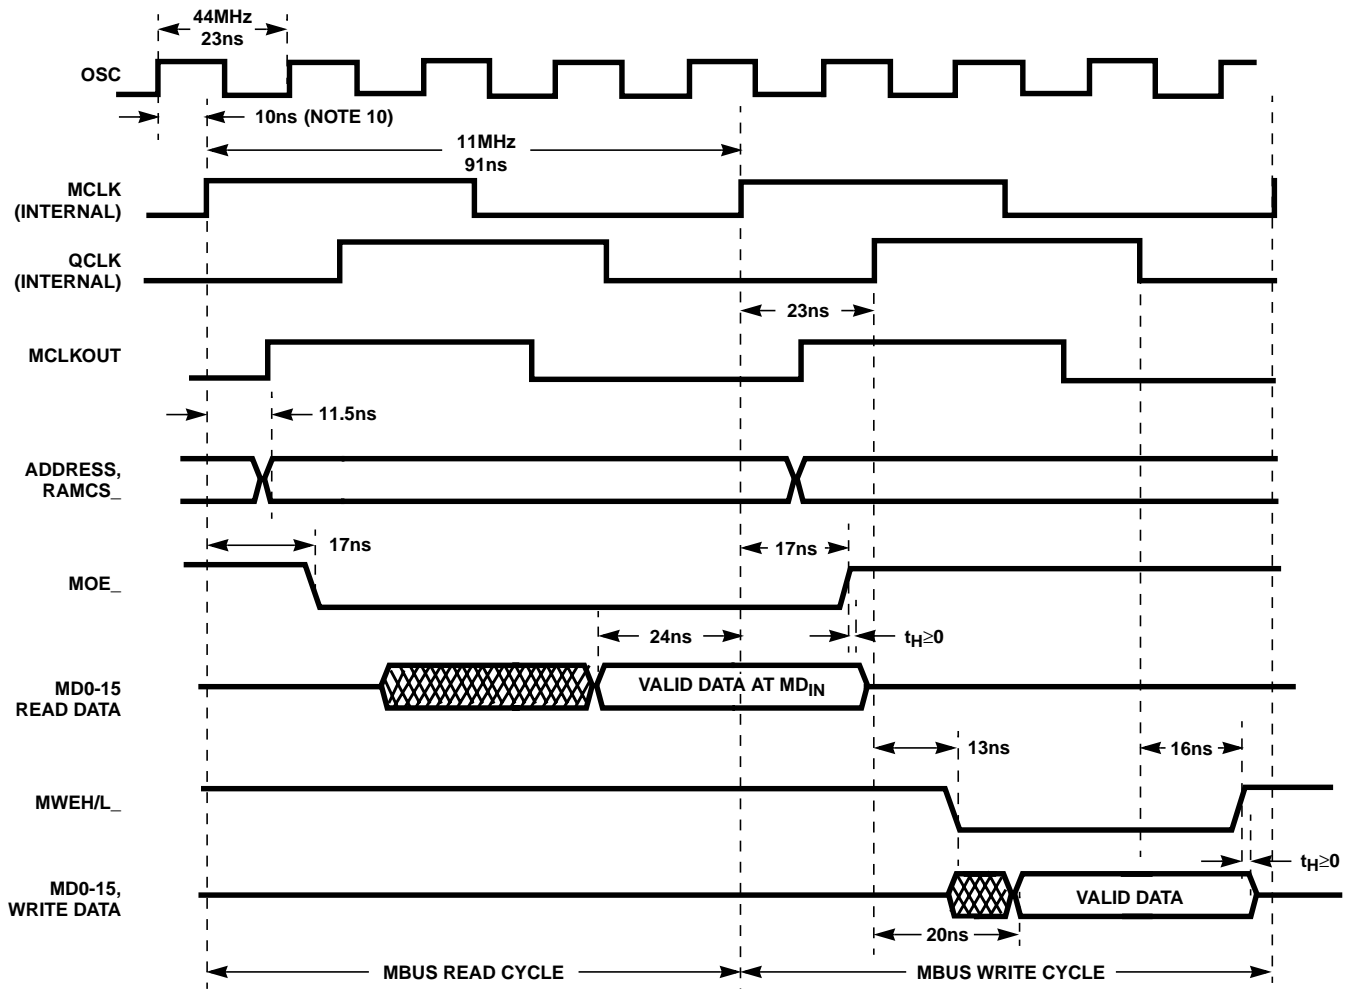 44MHz
23ns
OSC
10ns (NOTE 10)
11MHz
91ns
MCLK
(INTERNAL)
QCLK
(INTERNAL)
23ns
MCLKOUT
11.5ns
ADDRESS,
RAMCS_
17ns
17ns
MOE_
24ns
tH≥0
MD0-15
READ DATA
VALID DATA AT MDIN
13ns
16ns
MWEH/L_
tH≥0
MD0-15,
WRITE DATA
VALID DATA
20ns
MBUS READ CYCLE
MBUS WRITE CYCLE